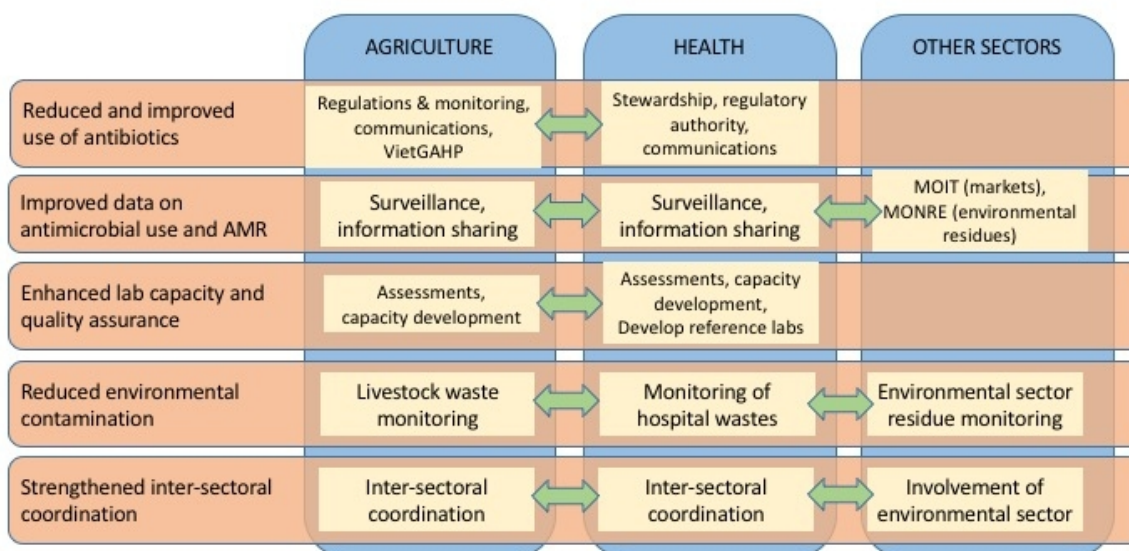 AGRICULTURE
HEALTH
OTHER SECTORS
Reduced and improved
use of antibiotics
Regulations & monitoring,
communications,
VietGAHP
Stewardship, regulatory
authority,
communications
Improved data on
antimicrobial use and AMR
Surveillance,
information sharing
Surveillance,
information sharing
MOIT (markets),
MONRE (environmental
residues)
Enhanced lab capacity and
quality assurance
Assessments,
capacity development
Assessments, capacity
development,
Develop reference labs
Reduced environmental
contamination
Livestock waste
monitoring
Monitoring of
hospital wastes
Environmental sector
residue monitoring
Strengthened inter-sectoral
coordination
Inter-sectoral
coordination
Inter-sectoral
coordination
Involvement of
environmental sector